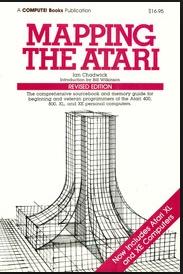 A COMPUTE! Books Publication $16.95
MAPPING
THE ATARI
Ian Chadwick
Introduction by Bill Wilkinson
REVISED EDITION
The comprehensive sourcebook and memory guide for
beginning and veteran programmers of the Atari 400,
800, XL, and XE personal computers.
Now Includes Atari XL
and XE Computers